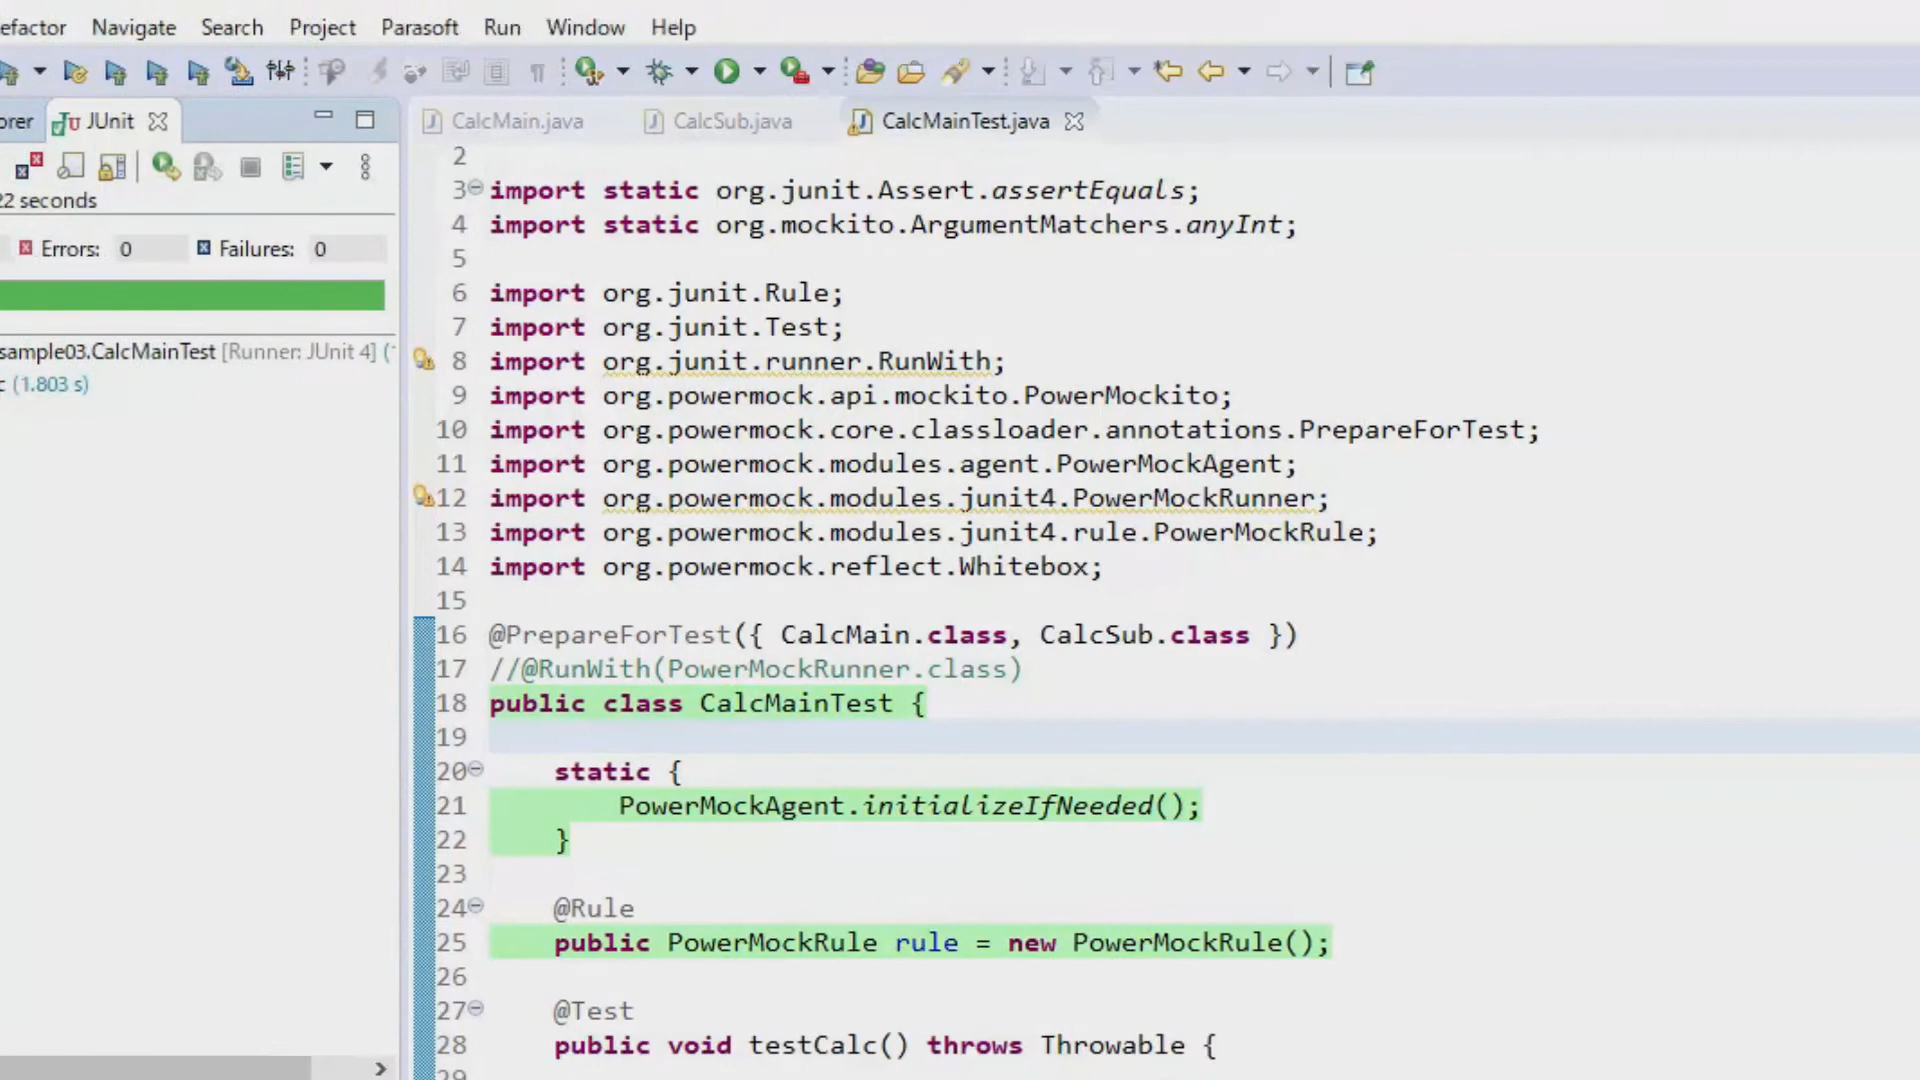 efactor Navigate Search Project Parasoft Run Window Help
orer JUnit
22 seconds
Errors: 0 Failures: 0
sample03.CalcMainTest [Runner: JUnit 4] (
c (1.803 s)
CalcMain.java CalcSub.java CalcMainTest.java
2
3 import static org.junit.Assert.assertEquals;
4 import static org.mockito.ArgumentMatchers.anyInt;
5
6 import org.junit.Rule;
7 import org.junit.Test;
8 import org.junit.runner.RunWith;
9 import org.powermock.api.mockito.PowerMockito;
10 import org.powermock.core.classloader.annotations.PrepareForTest;
11 import org.powermock.modules.agent.PowerMockAgent;
12 import org.powermock.modules.junit4.PowerMockRunner;
13 import org.powermock.modules.junit4.rule.PowerMockRule;
14 import org.powermock.reflect.Whitebox;
15
16 @PrepareForTest({ CalcMain.class, CalcSub.class })
17 //@RunWith(PowerMockRunner.class)
18 public class CalcMainTest {
19
20 static {
21 PowerMockAgent.initializeIfNeeded();
22 }
23
24 @Rule
25 public PowerMockRule rule = new PowerMockRule();
26
27 @Test
28 public void testCalc() throws Throwable {
29